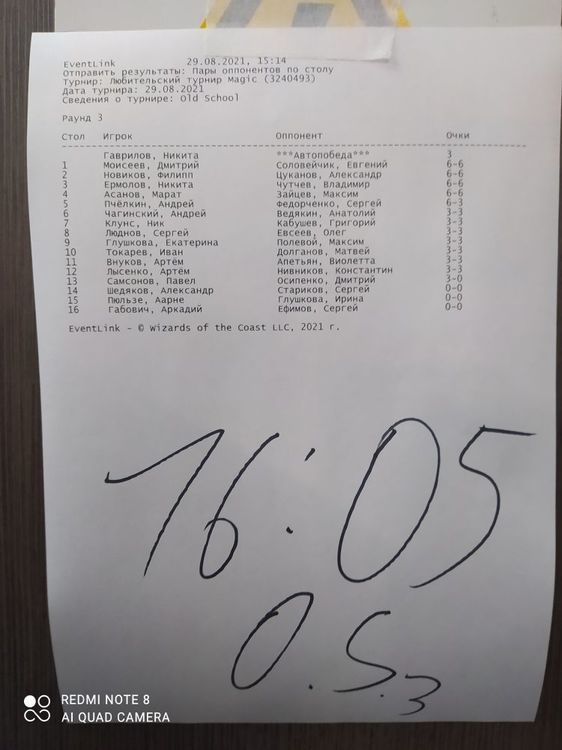 EventLink 29.08.2021, 15:14
Отправить результаты: Пары оппонентов по столу
Турнир: Любительский турнир Magic (3240493)
Дата турнира: 29.08.2021
Сведения о турнире: Old School
Раунд 3
Стол Игрок Оппонент Очки
Гаврилов, Никита ***Автопобеда*** 3
1 Моисеев, Дмитрий Соловейчик, Евгений 6-6
2 Новиков, Филипп Цуканов, Александр 6-6
3 Ермолов, Никита Чутчев, Владимир 6-6
4 Асанов, Марат Зайцев, Максим 6-6
5 Пчёлкин, Андрей Федорченко, Сергей 6-3
6 Чагинский, Андрей Ведякин, Анатолий 3-3
7 Клунс, Ник Кабушев, Григорий 3-3
8 Люднов, Сергей Евсеев, Олег 3-3
9 Глушкова, Екатерина Полевой, Максим 3-3
10 Токарев, Иван Долганов, Матвей 3-3
11 Внуков, Артём Апетьян, Виолетта 3-3
12 Лысенко, Артём Нивников, Константин 3-3
13 Самсонов, Павел Осипенко, Дмитрий 3-0
14 Шедяков, Александр Стариков, Сергей 0-0
15 Пюльзе, Аарне Глушкова, Ирина 0-0
16 Габович, Аркадий Ефимов, Сергей 0-0
EventLink - © Wizards of the Coast LLC, 2021 г.
16:05
O.S.3
REDMI NOTE 8
AI QUAD CAMERA